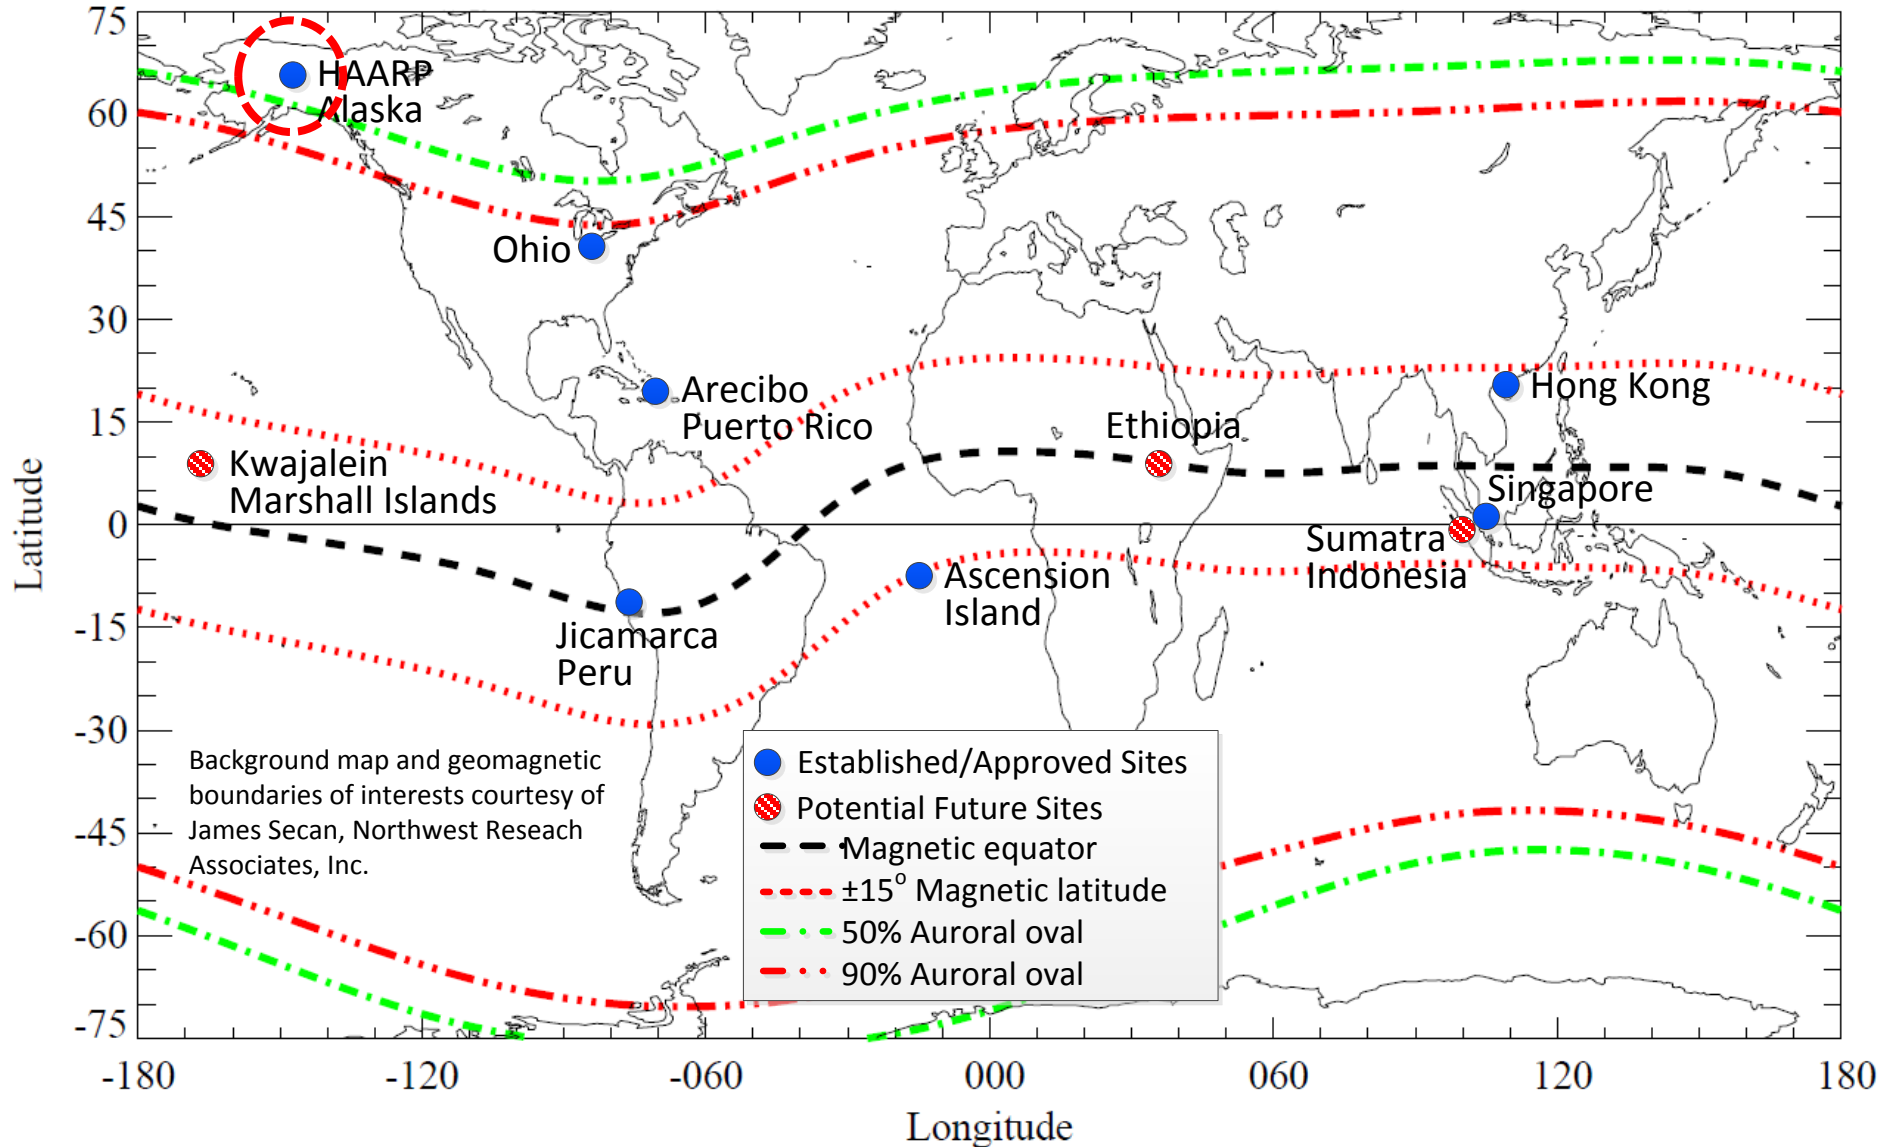 75
60
45
30
15
0
-15
-30
-45
-60
-75
Latitude
HAARP
Alaska
Ohio
Arecibo
Puerto Rico
Hong Kong
Ethiopia
Kwajalein
Marshall Islands
Singapore
Sumatra
Indonesia
Ascension
Island
Jicamarca
Peru
Background map and geomagnetic
boundaries of interests courtesy of
James Secan, Northwest Reseach
Associates, Inc.
Established/Approved Sites
Potential Future Sites
Magnetic equator
±15° Magnetic latitude
50% Auroral oval
90% Auroral oval
-180 -120 -060 000 060 120 180
Longitude